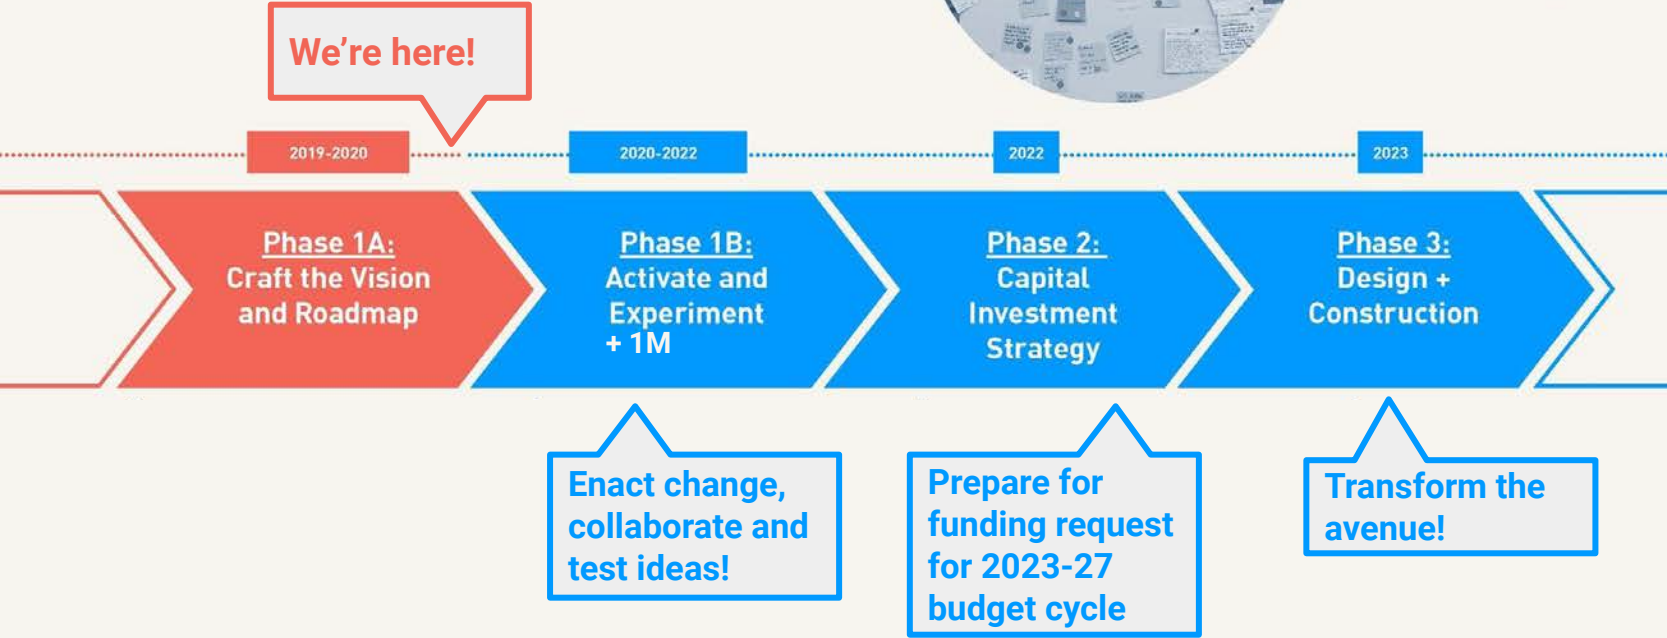 We’re here!
2019-2020
2020-2022
2022
2023
Phase 1A:
Craft the Vision
and Roadmap
Phase 1B:
Activate and
Experiment
+ 1M
Phase 2:
Capital
Investment
Strategy
Phase 3:
Design +
Construction
Enact change,
collaborate and
test ideas!
Prepare for
funding request
for 2023-27
budget cycle
Transform the
avenue!